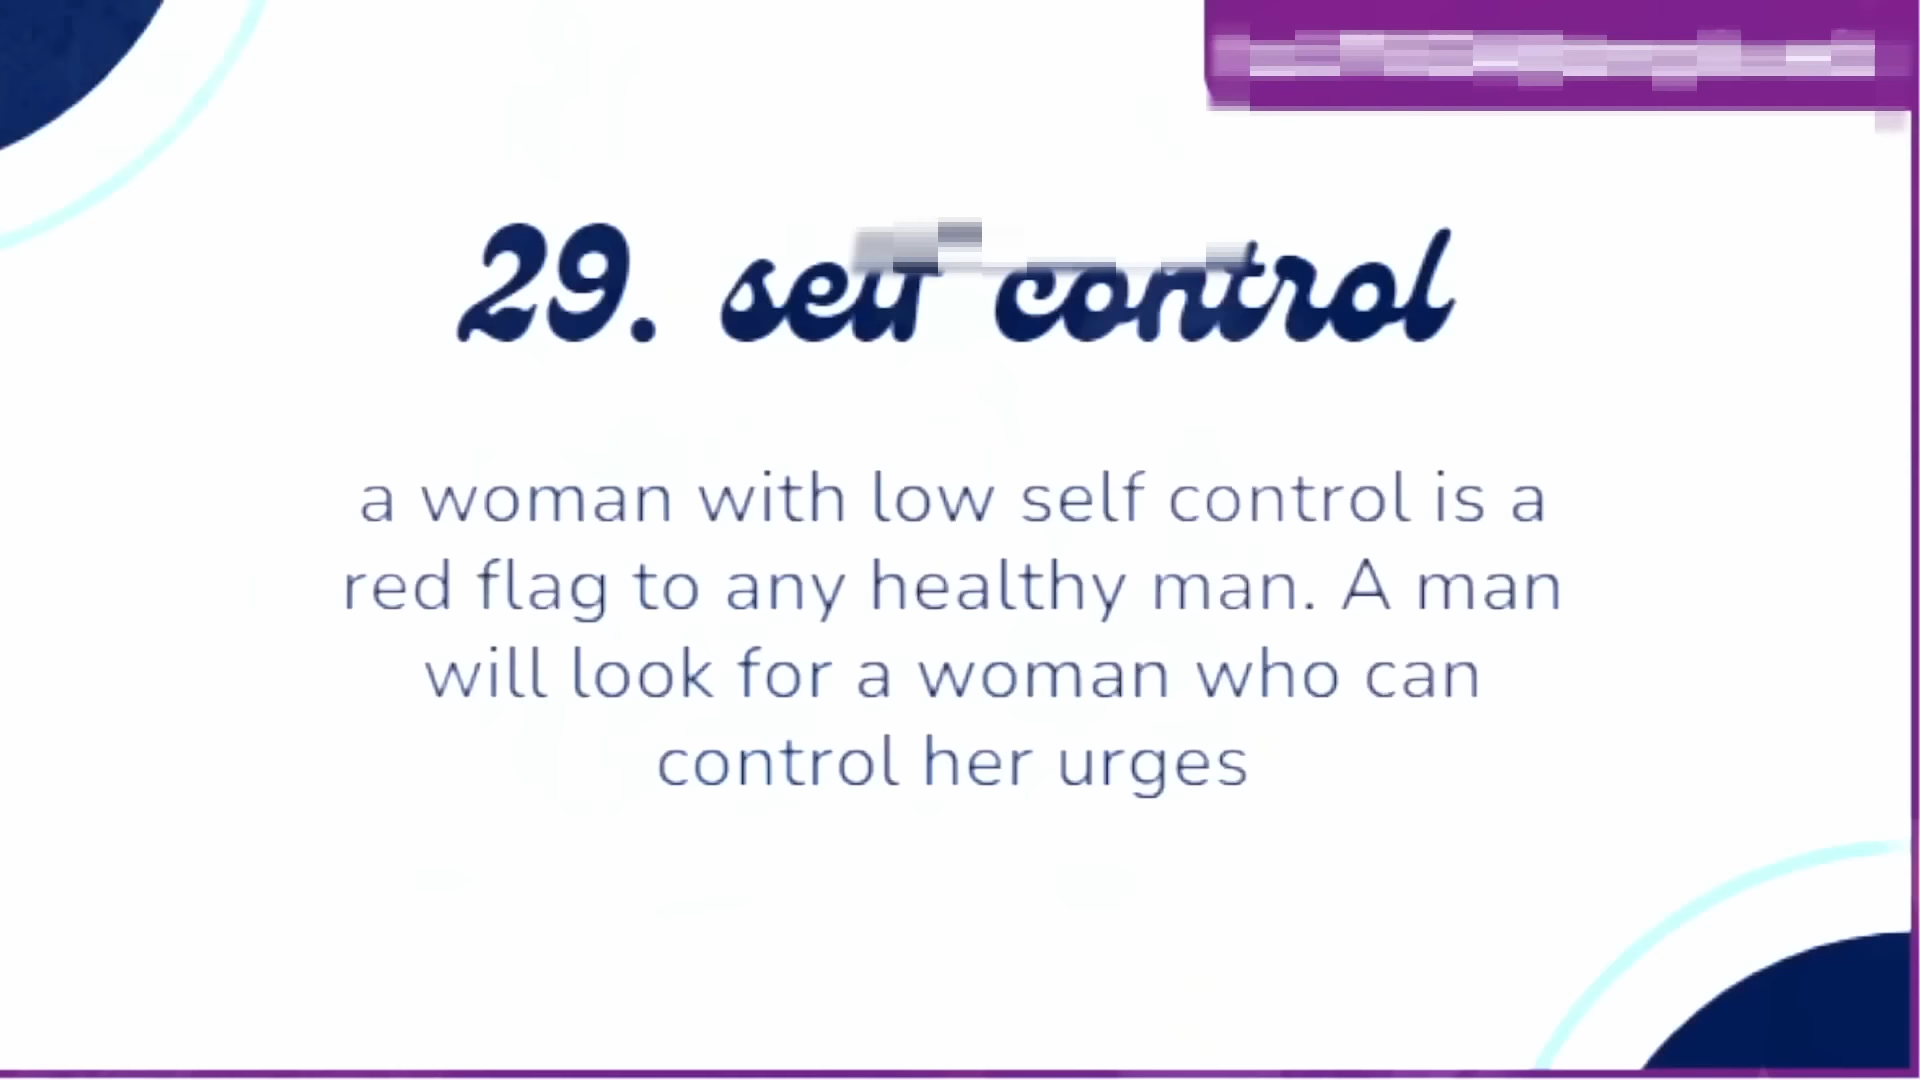 29. self control
a woman with low self control is a
red flag to any healthy man. A man
will look for a woman who can
control her urges